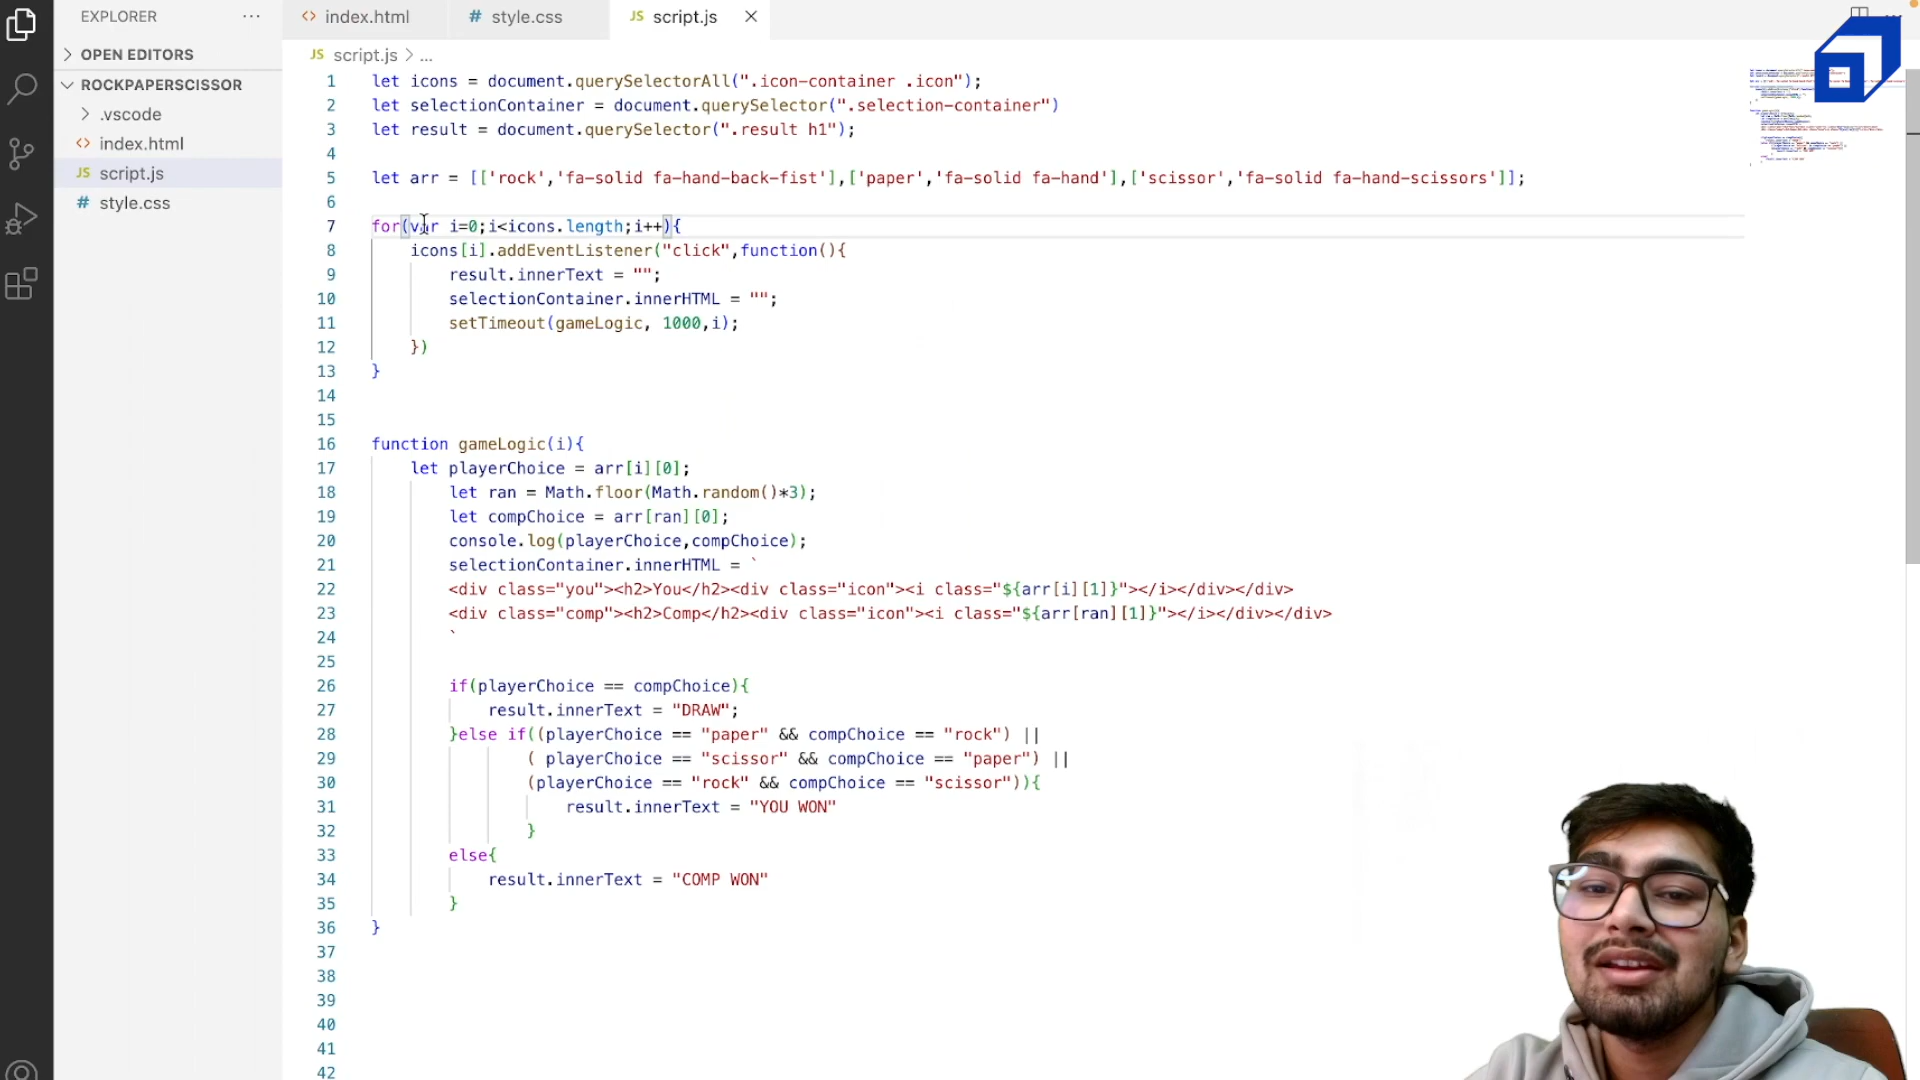 EXPLORER
OPEN EDITORS
ROCKPAPERSCISSOR
.vscode
index.html
JS script.js
# style.css
index.html
# style.css
JS script.js
JS script.js > ...
1 let icons = document.querySelectorAll(".icon-container .icon");
2 let selectionContainer = document.querySelector(".selection-container")
3 let result = document.querySelector(".result h1");
4
5 let arr = [['rock','fa-solid fa-hand-back-fist'],['paper','fa-solid fa-hand'],['scissor','fa-solid fa-hand-scissors']];
6
7 for(var i=0;i<icons.length;i++){
8 icons[i].addEventListener("click",function(){
9 result.innerText = "";
10 selectionContainer.innerHTML = "";
11 setTimeout(gameLogic, 1000,i);
12 })
13 }
14
15
16 function gameLogic(i){
17 let playerChoice = arr[i][0];
18 let ran = Math.floor(Math.random()*3);
19 let compChoice = arr[ran][0];
20 console.log(playerChoice,compChoice);
21 selectionContainer.innerHTML = `
22 <div class="you"><h2>You</h2><div class="icon"><i class="${arr[i][1]}"></i></div></div>
23 <div class="comp"><h2>Comp</h2><div class="icon"><i class="${arr[ran][1]}"></i></div></div>
24 `
25
26 if(playerChoice == compChoice){
27 result.innerText = "DRAW";
28 }else if((playerChoice == "paper" && compChoice == "rock") ||
29 ( playerChoice == "scissor" && compChoice == "paper") ||
30 (playerChoice == "rock" && compChoice == "scissor")){
31 result.innerText = "YOU WON"
32 }
33 else{
34 result.innerText = "COMP WON"
35 }
36 }
37
38
39
40
41
42